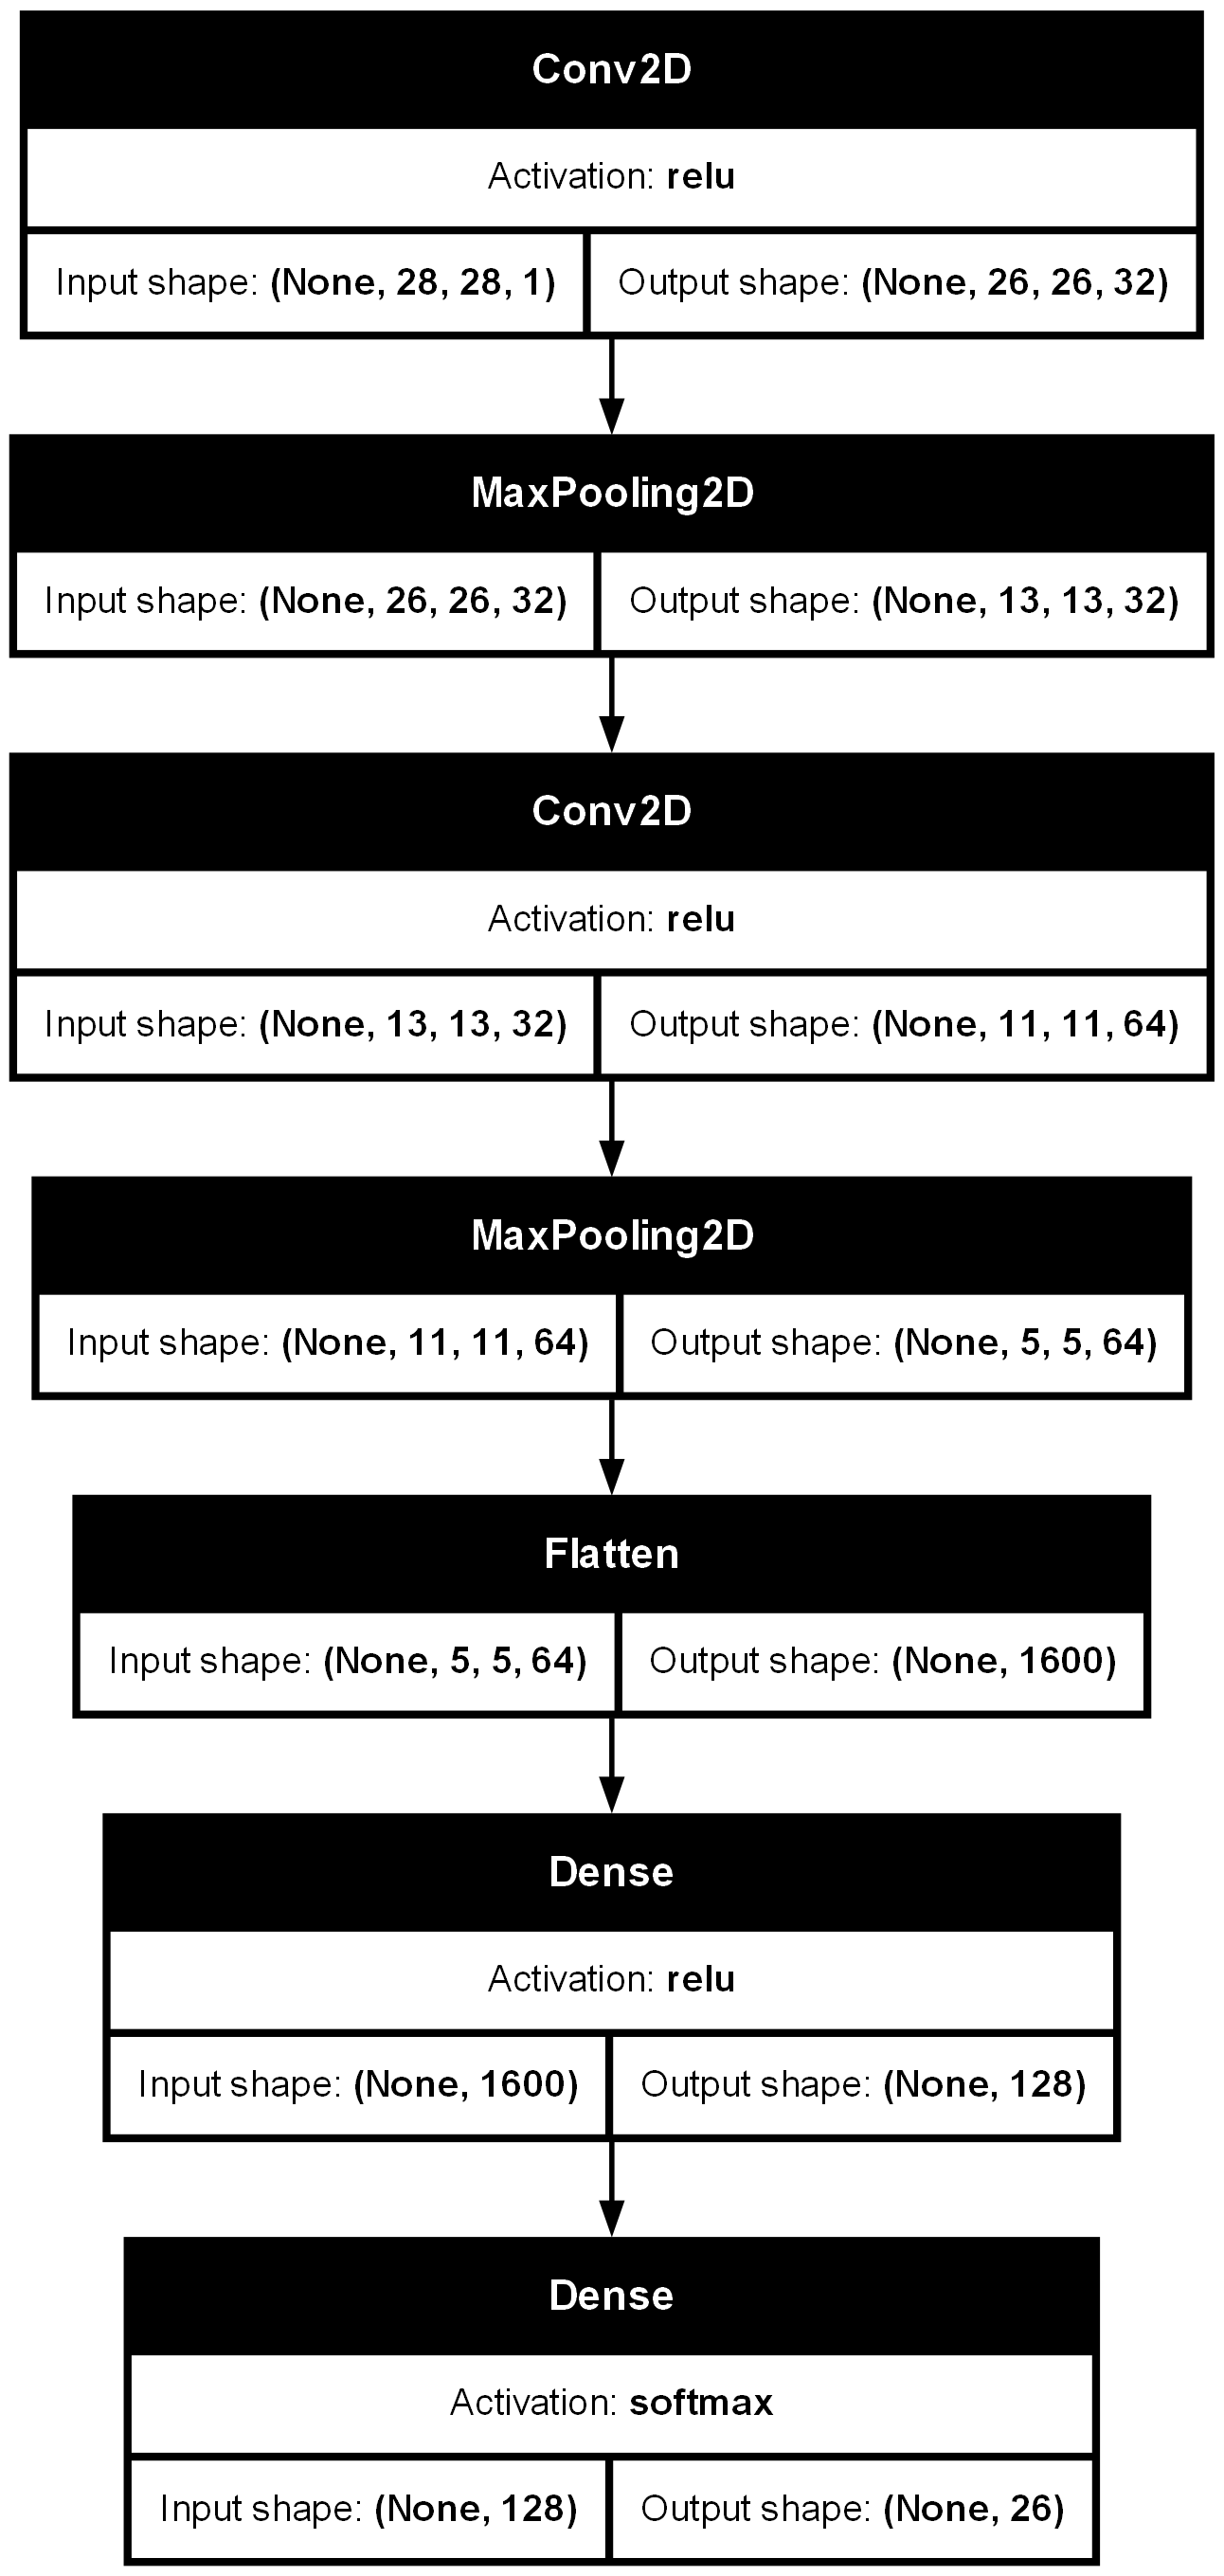 Conv2D
Activation: relu
Input shape: (None, 28, 28, 1) Output shape: (None, 26, 26, 32)
MaxPooling2D
Input shape: (None, 26, 26, 32) Output shape: (None, 13, 13, 32)
Conv2D
Activation: relu
Input shape: (None, 13, 13, 32) Output shape: (None, 11, 11, 64)
MaxPooling2D
Input shape: (None, 11, 11, 64) Output shape: (None, 5, 5, 64)
Flatten
Input shape: (None, 5, 5, 64) Output shape: (None, 1600)
Dense
Activation: relu
Input shape: (None, 1600) Output shape: (None, 128)
Dense
Activation: softmax
Input shape: (None, 128) Output shape: (None, 26)